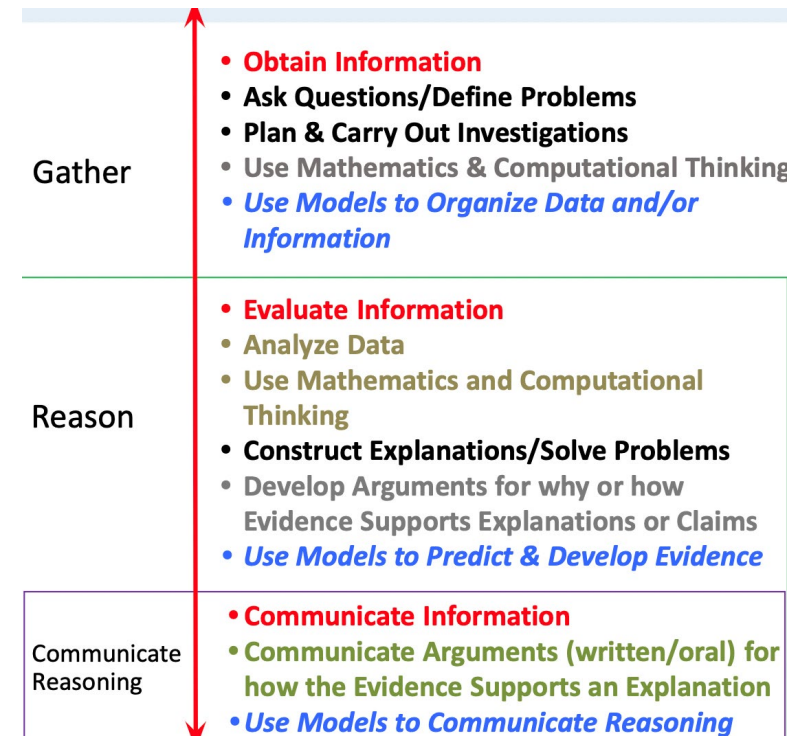 Gather
• Obtain Information
• Ask Questions/Define Problems
• Plan & Carry Out Investigations
• Use Mathematics & Computational Thinking
• Use Models to Organize Data and/or
Information
Reason
• Evaluate Information
• Analyze Data
• Use Mathematics and Computational
Thinking
• Construct Explanations/Solve Problems
• Develop Arguments for why or how
Evidence Supports Explanations or Claims
• Use Models to Predict & Develop Evidence
Communicate
Reasoning
• Communicate Information
• Communicate Arguments (written/oral) for
how the Evidence Supports an Explanation
• Use Models to Communicate Reasoning